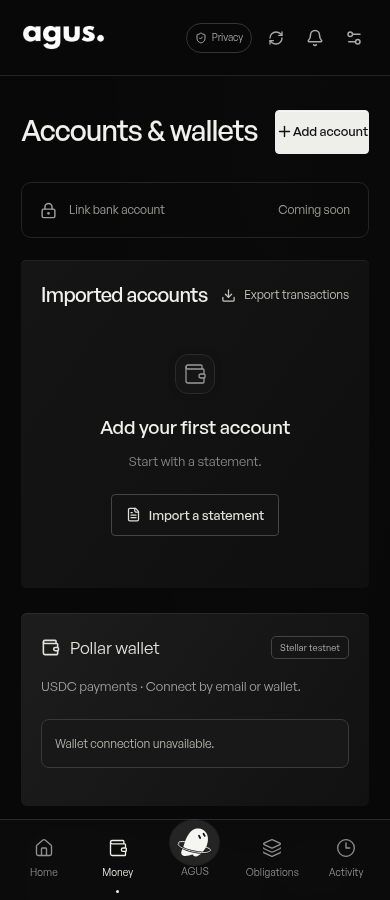 agus.
Privacy
Accounts & wallets
Add account
Link bank account
Coming soon
Imported accounts
Export transactions
Add your first account
Start with a statement.
Import a statement
Pollar wallet
Stellar testnet
USDC payments · Connect by email or wallet.
Wallet connection unavailable.
Home
Money
AGUS
Obligations
Activity